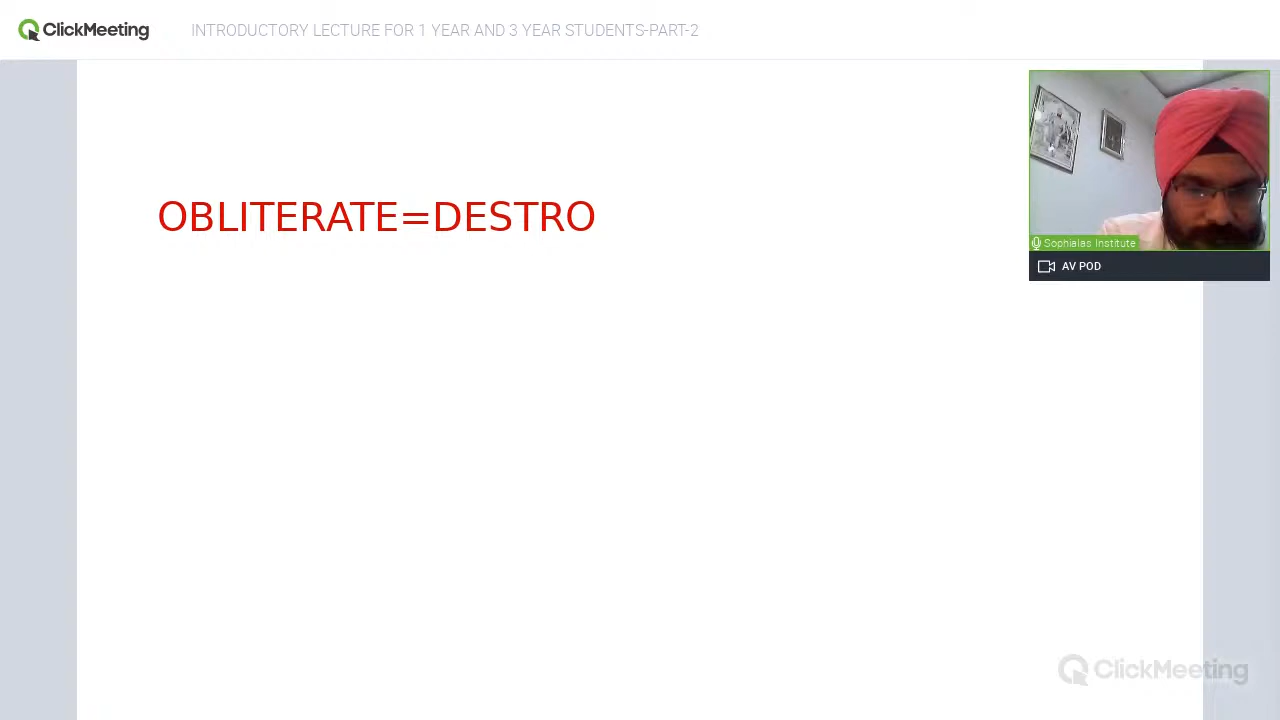 ClickMeeting
INTRODUCTORY LECTURE FOR 1 YEAR AND 3 YEAR STUDENTS-PART-2
OBLITERATE=DESTRO
Sophialas Institute
AV POD
ClickMeeting